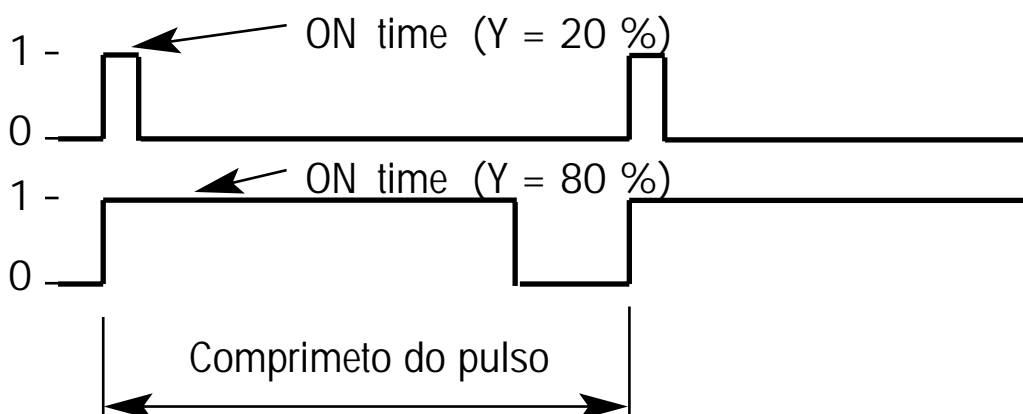 ON time (Y = 20 %)
1
0
ON time (Y = 80 %)
1
0
Comprimeto do pulso